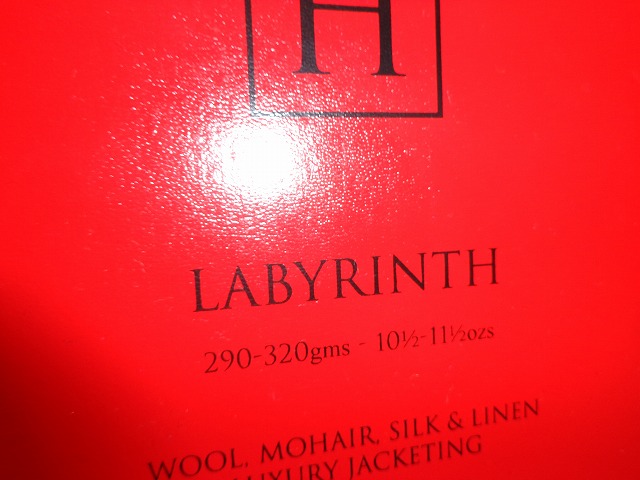 H
LABYRINTH
290-320gms - 10½-11½ozs
WOOL, MOHAIR, SILK & LINEN
LUXURY JACKETING